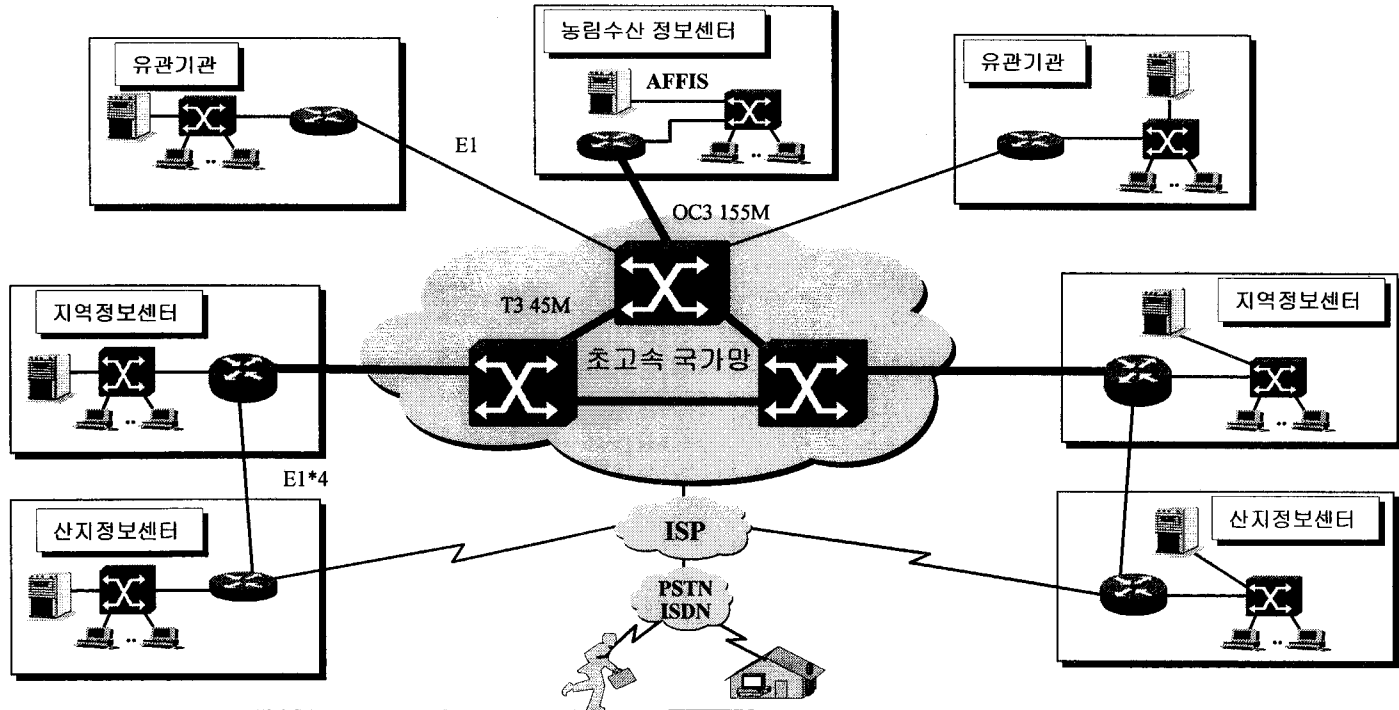 농림수산 정보센터
유관기관
AFFIS
유관기관
E1
OC3 155M
지역정보센터
T3 45M
초고속 국가망
지역정보센터
E1*4
산지정보센터
ISP
산지정보센터
PSTN
ISDN